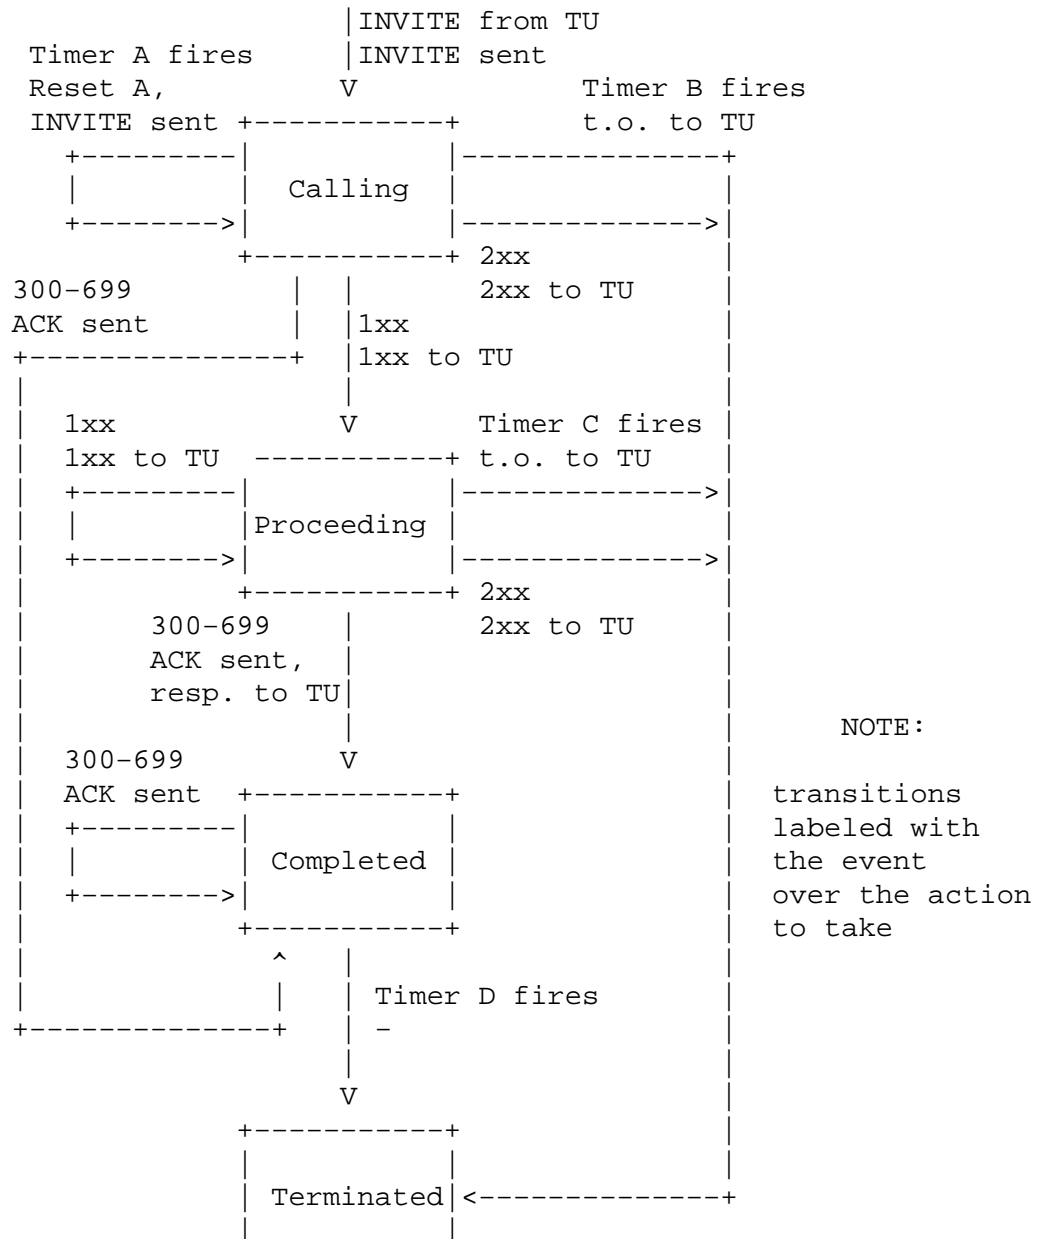 |INVITE from TU
Timer A fires |INVITE sent
Reset A, V Timer B fires
INVITE sent +-----------+ t.o. to TU
+---------| |---------------+
| | Calling | |
+-------->| |-------------->|
+-----------+ 2xx |
300-699 | | 2xx to TU |
ACK sent | |1xx |
+---------------+ |1xx to TU |
| | |
| 1xx V Timer C fires |
| 1xx to TU -----------+ t.o. to TU |
| +---------| |-------------->|
| | |Proceeding | |
| +-------->| |-------------->|
| +-----------+ 2xx |
| 300-699 | 2xx to TU |
| ACK sent, | |
| resp. to TU| |
| | | NOTE:
| 300-699 V |
| ACK sent +-----------+ | transitions
| +---------| | | labeled with
| | | Completed | | the event
| +-------->| | | over the action
| +-----------+ | to take
| ^ | |
| | | Timer D fires |
+--------------+ | - |
| |
V |
+-----------+ |
| | |
| Terminated|<--------------+
| |